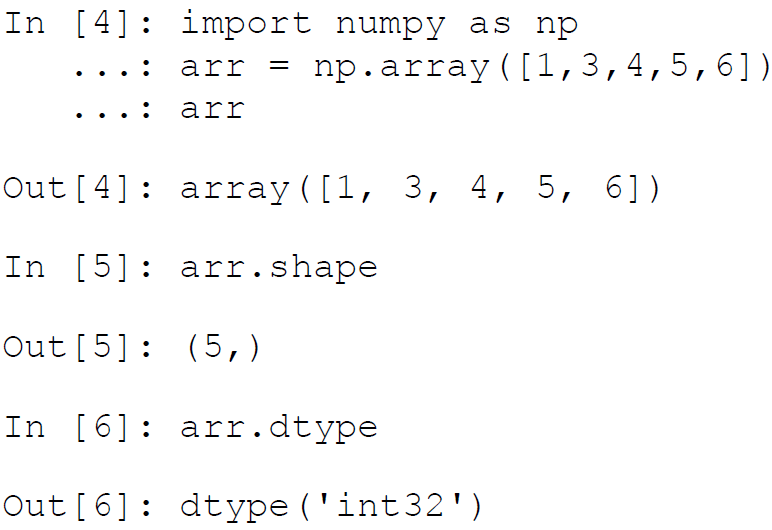 In [4]: import numpy as np
   ...: arr = np.array([1,3,4,5,6])
   ...: arr
Out[4]: array([1, 3, 4, 5, 6])
In [5]: arr.shape
Out[5]: (5,)
In [6]: arr.dtype
Out[6]: dtype('int32')